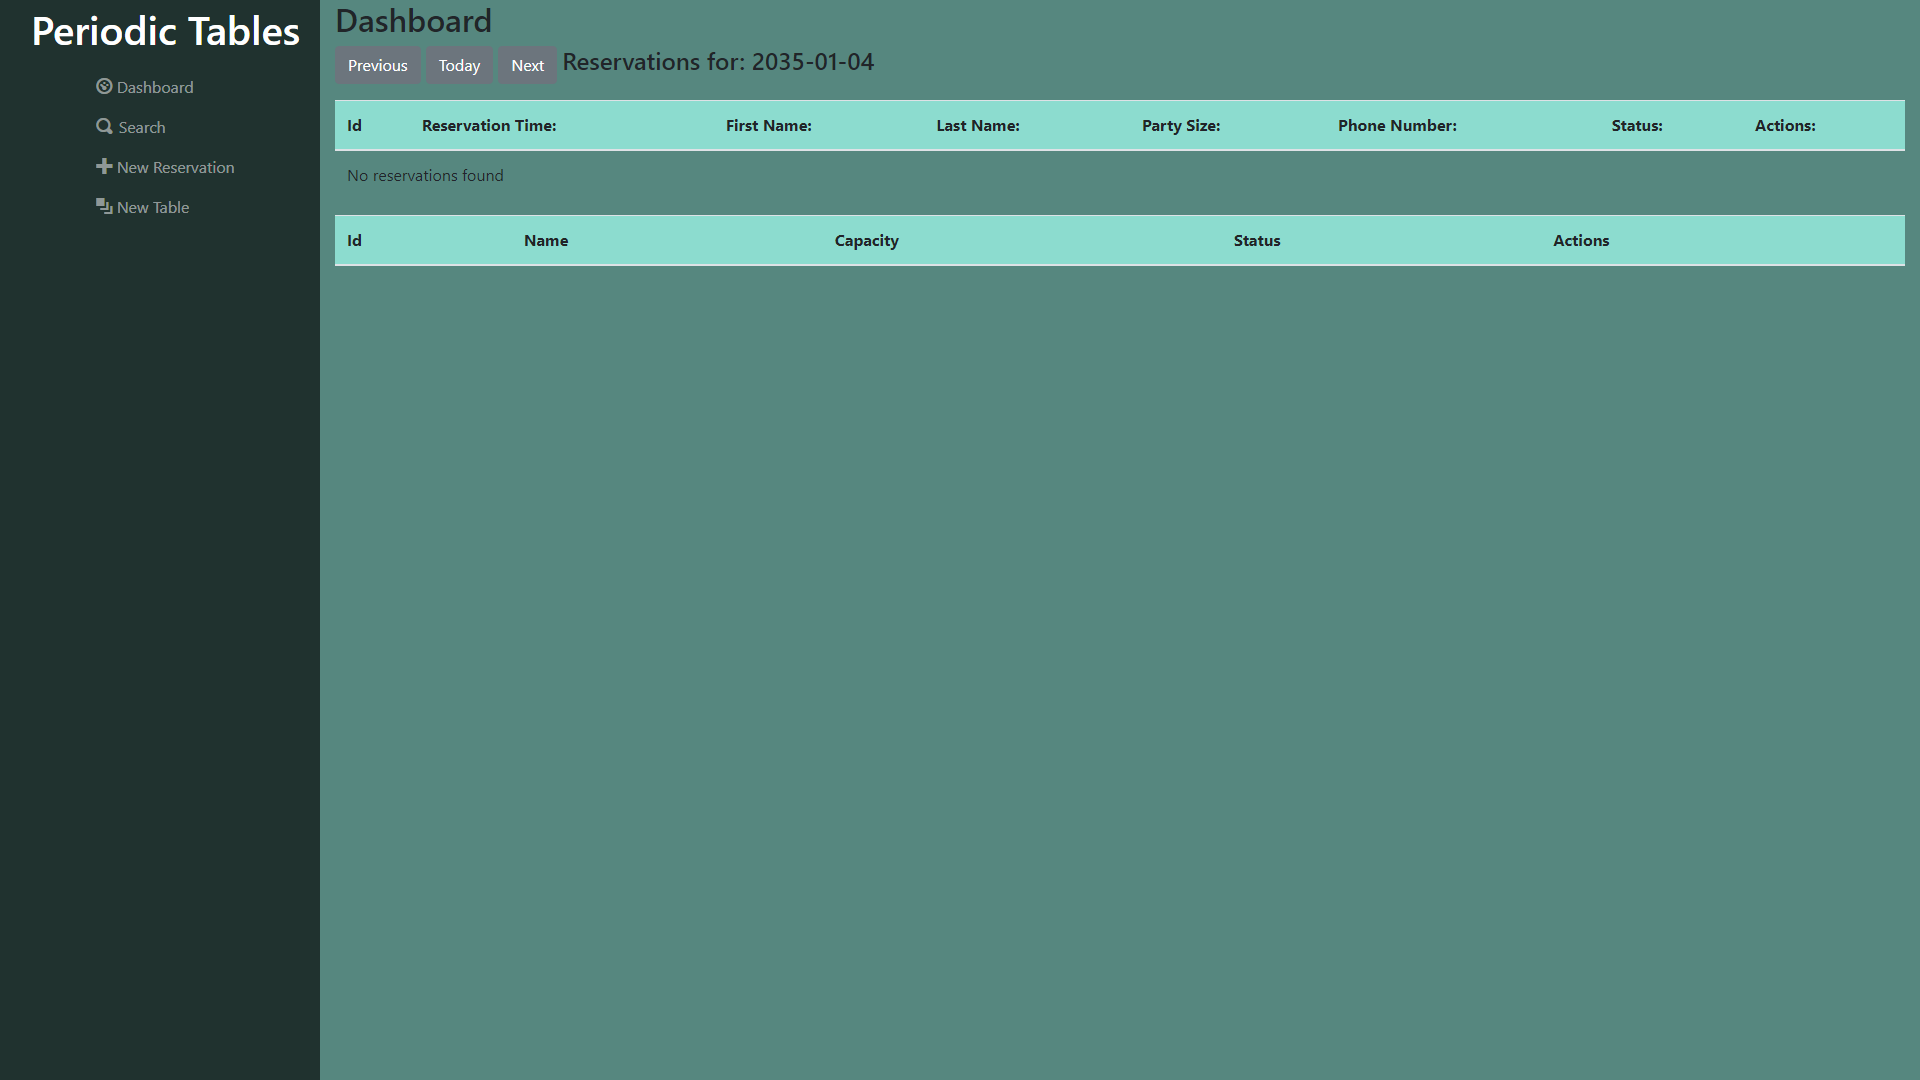 Periodic Tables
Dashboard
Search
New Reservation
New Table
Dashboard
Previous Today Next Reservations for: 2035-01-04
Id Reservation Time: First Name: Last Name: Party Size: Phone Number: Status: Actions:
No reservations found
Id Name Capacity Status Actions